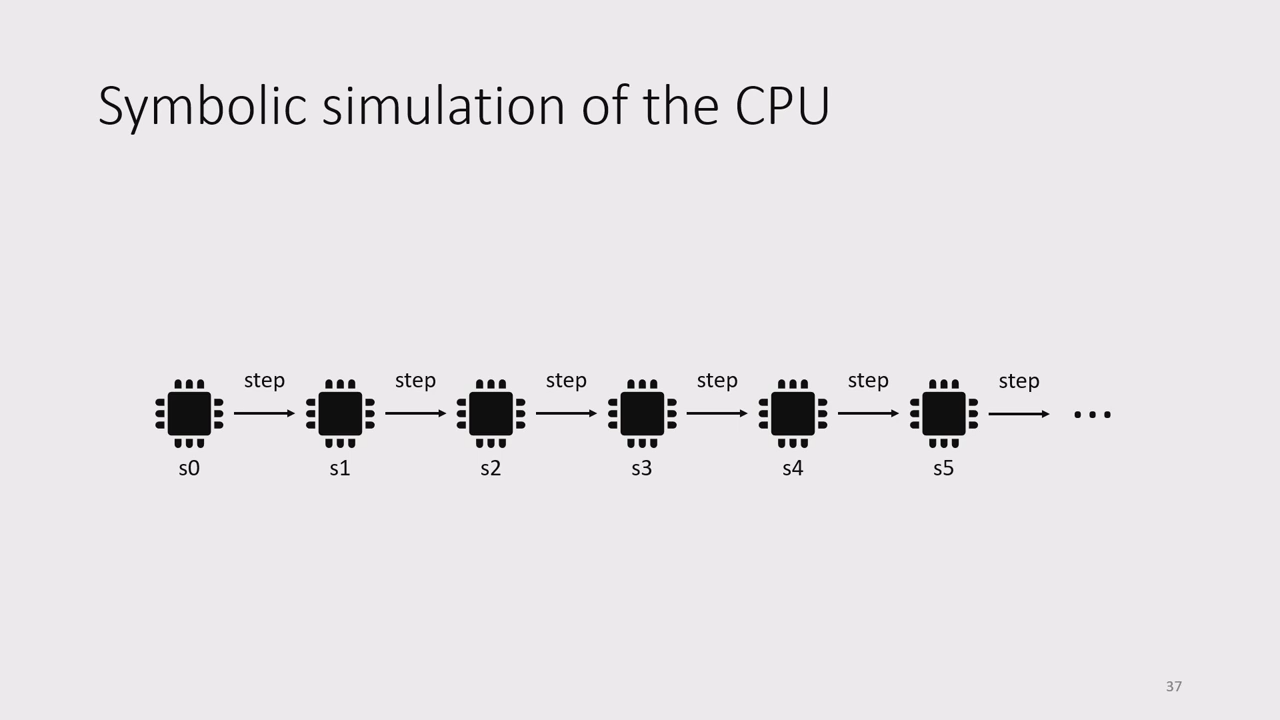 Symbolic simulation of the CPU
step step step step step step
s0 s1 s2 s3 s4 s5
...
37